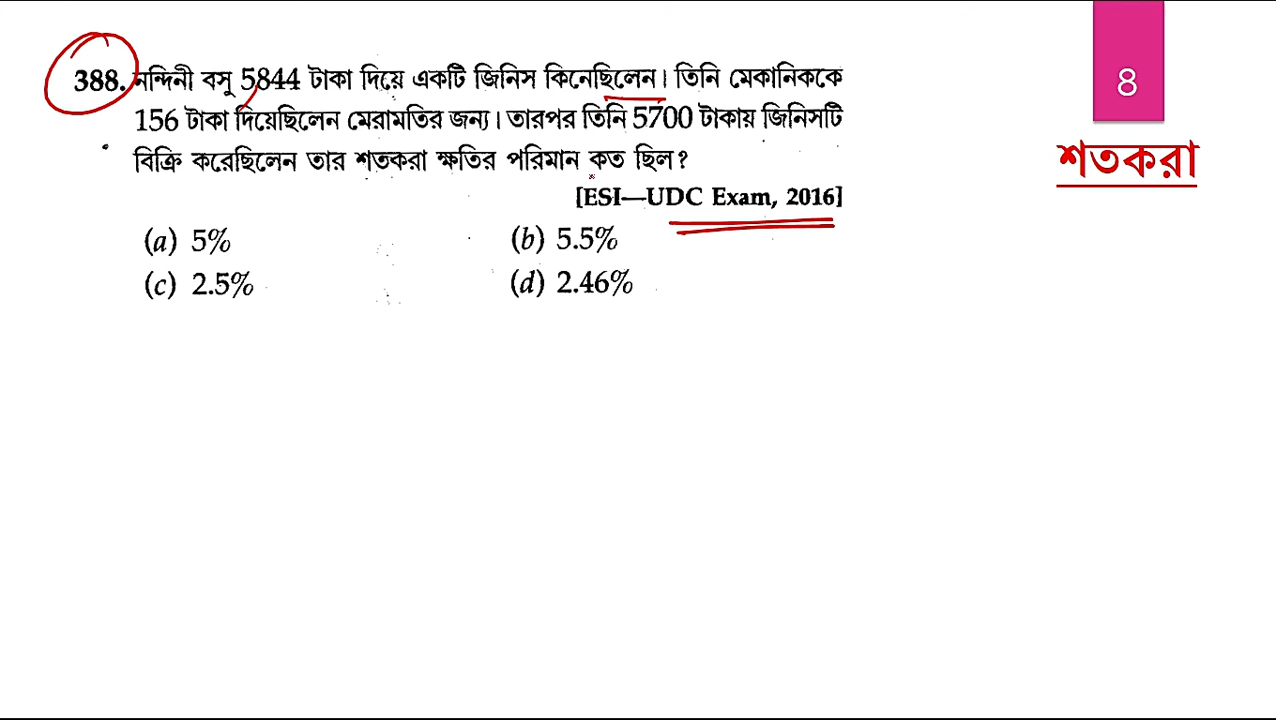 388. নন্দিনী বসু 5844 টাকা দিয়ে একটি জিনিস কিনেছিলেন। তিনি মেকানিককে
156 টাকা দিয়েছিলেন মেরামতির জন্য। তারপর তিনি 5700 টাকায় জিনিসটি
বিক্রি করেছিলেন তার শতকরা ক্ষতির পরিমান কত ছিল?
[ESI—UDC Exam, 2016]
(a) 5% (b) 5.5%
(c) 2.5% (d) 2.46%
8
শতকরা